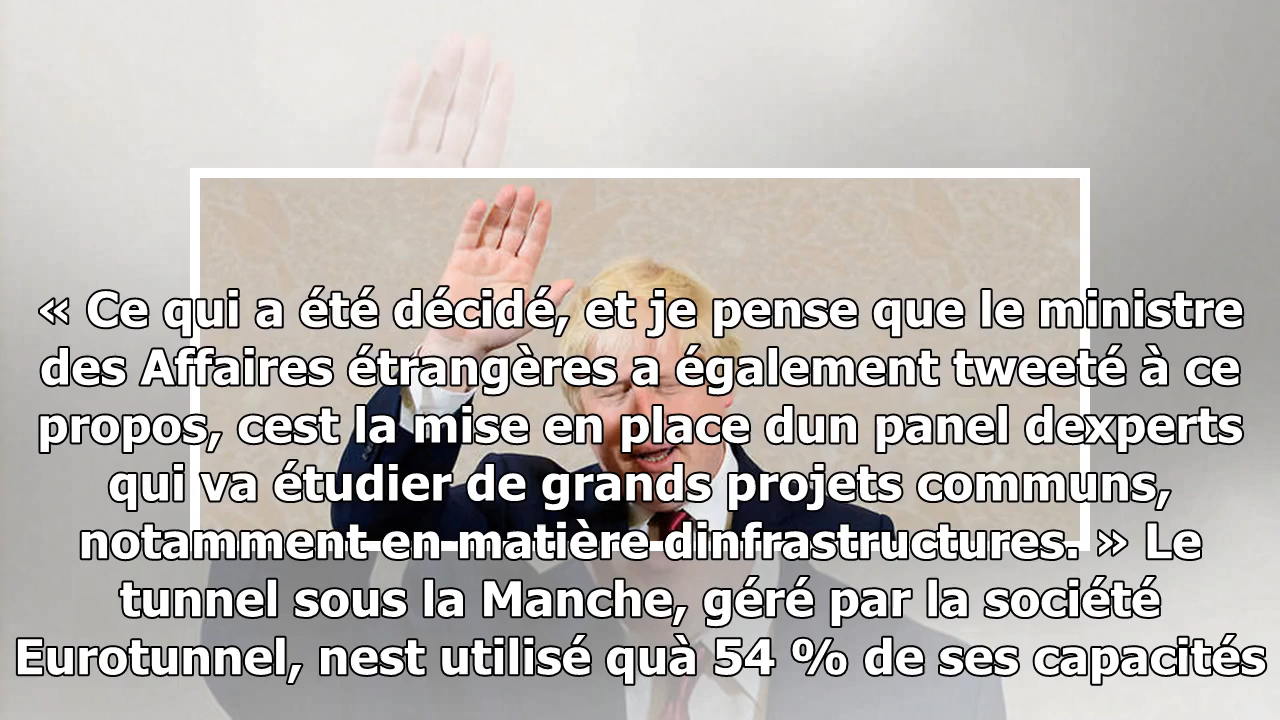 « Ce qui a été décidé, et je pense que le ministre
des Affaires étrangères a également tweeté à ce
propos, cest la mise en place dun panel dexperts
qui va étudier de grands projets communs,
notamment en matière dinfrastructures. » Le
tunnel sous la Manche, géré par la société
Eurotunnel, nest utilisé quà 54 % de ses capacités